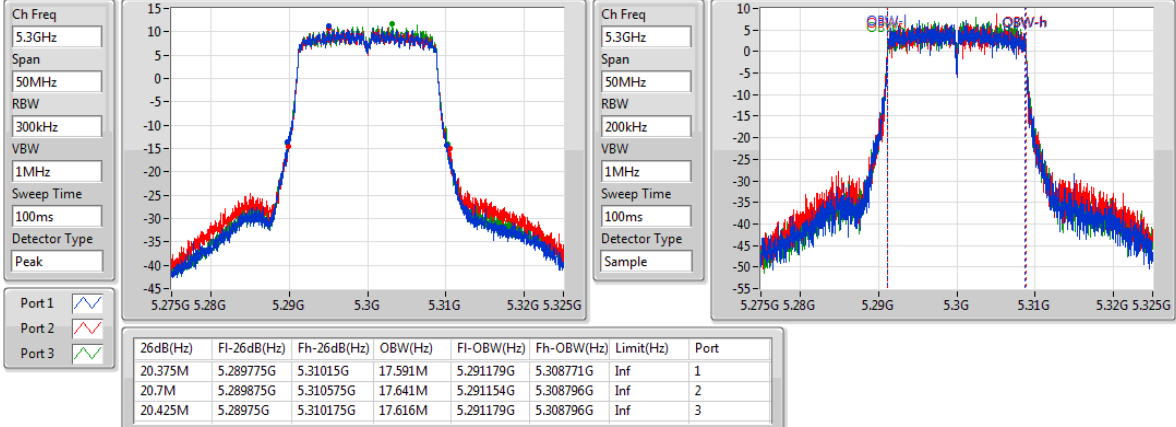 Ch Freq
5.3GHz
Span
50MHz
RBW
300kHz
VBW
1MHz
Sweep Time
100ms
Detector Type
Peak
Port 1
Port 2
Port 3
15
10
5
0
-5
-10
-15
-20
-25
-30
-35
-40
-45
5.275G 5.28G 5.29G 5.3G 5.31G 5.32G 5.325G
Ch Freq
5.3GHz
Span
50MHz
RBW
200kHz
VBW
1MHz
Sweep Time
100ms
Detector Type
Sample
10
5
0
-5
-10
-15
-20
-25
-30
-35
-40
-45
-50
-55
OBW-l OBW-h
5.275G 5.28G 5.29G 5.3G 5.31G 5.32G 5.325G
26dB(Hz) Fl-26dB(Hz) Fh-26dB(Hz) OBW(Hz) Fl-OBW(Hz) Fh-OBW(Hz) Limit(Hz) Port
20.375M 5.289775G 5.31015G 17.591M 5.291179G 5.308771G Inf 1
20.7M 5.289875G 5.310575G 17.641M 5.291154G 5.308796G Inf 2
20.425M 5.28975G 5.310175G 17.616M 5.291179G 5.308796G Inf 3